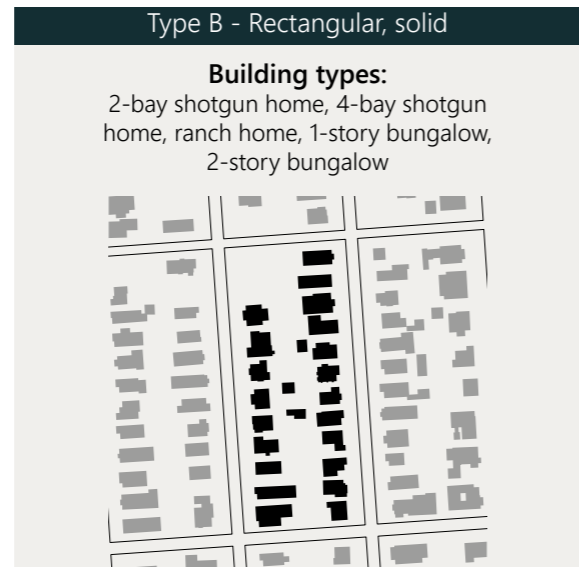 Type B - Rectangular, solid
Building types:
2-bay shotgun home, 4-bay shotgun
home, ranch home, 1-story bungalow,
2-story bungalow